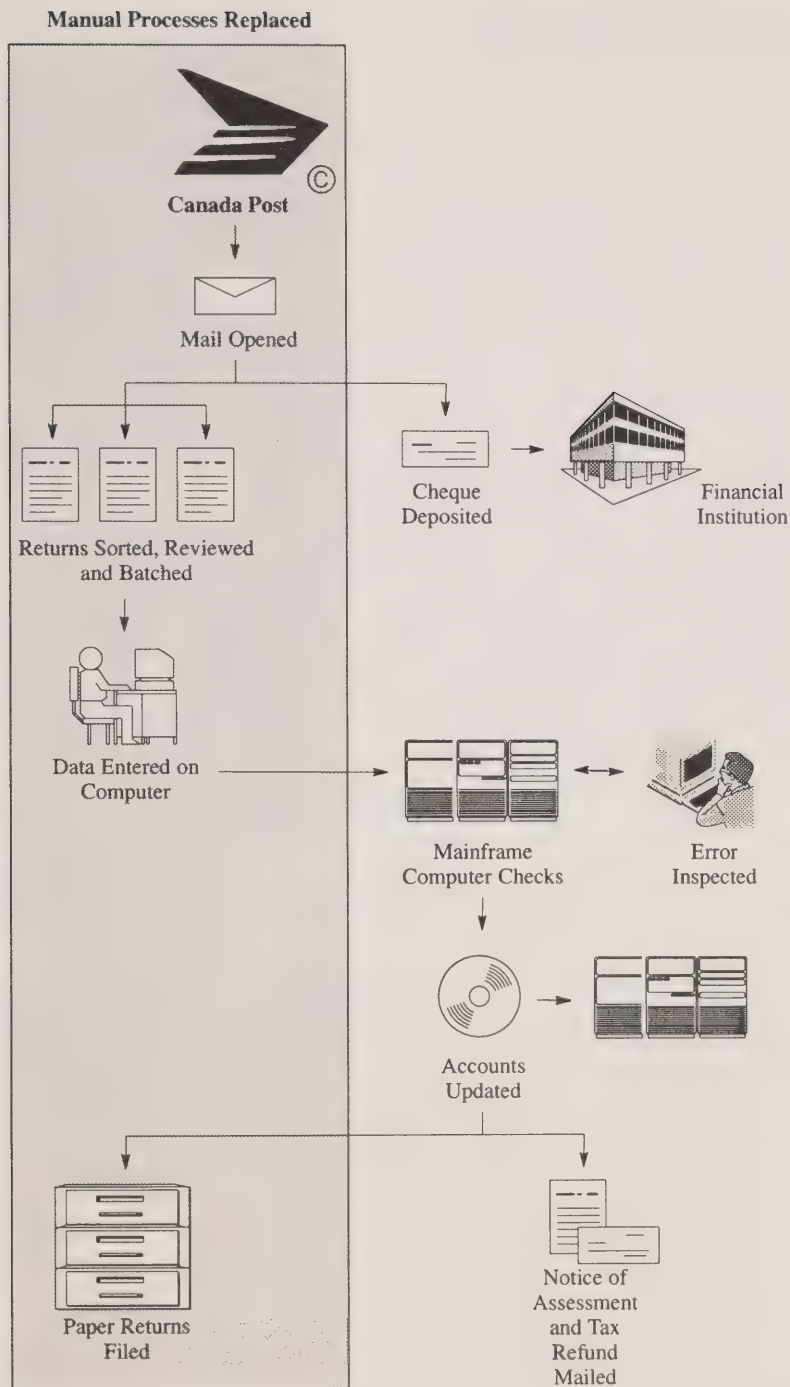 Manual Processes Replaced
©
Canada Post
Mail Opened
Cheque
Deposited
Financial
Institution
Returns Sorted, Reviewed
and Batched
Data Entered on
Computer
Mainframe
Computer Checks
Error
Inspected
Accounts
Updated
Paper Returns
Filed
Notice of
Assessment
and Tax
Refund
Mailed